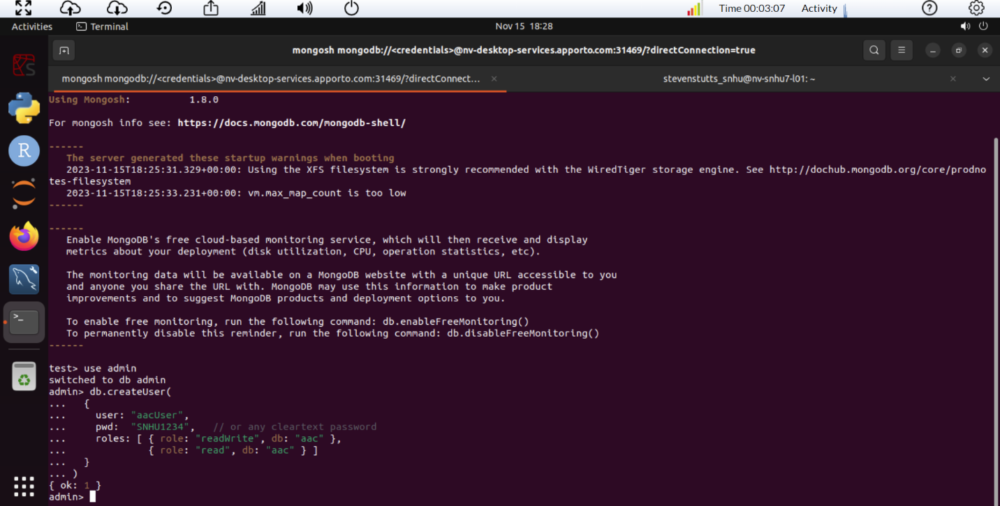 Time 00:03:07 Activity
Activities Terminal Nov 15 18:28
mongosh mongodb://<credentials>@nv-desktop-services.apporto.com:31469/?directConnection=true
mongosh mongodb://<credentials>@nv-desktop-services.apporto.com:31469/?directConnect... stevenstutts_snhu@nv-snhu7-l01: ~
Using Mongosh: 1.8.0
For mongosh info see: https://docs.mongodb.com/mongodb-shell/
------
The server generated these startup warnings when booting
2023-11-15T18:25:31.329+00:00: Using the XFS filesystem is strongly recommended with the WiredTiger storage engine. See http://dochub.mongodb.org/core/prodno
tes-filesystem
2023-11-15T18:25:33.231+00:00: vm.max_map_count is too low
------
------
Enable MongoDB's free cloud-based monitoring service, which will then receive and display
metrics about your deployment (disk utilization, CPU, operation statistics, etc).
The monitoring data will be available on a MongoDB website with a unique URL accessible to you
and anyone you share the URL with. MongoDB may use this information to make product
improvements and to suggest MongoDB products and deployment options to you.
To enable free monitoring, run the following command: db.enableFreeMonitoring()
To permanently disable this reminder, run the following command: db.disableFreeMonitoring()
------
test> use admin
switched to db admin
admin> db.createUser(
... {
... user: "aacUser",
... pwd: "SNHU1234", // or any cleartext password
... roles: [ { role: "readWrite", db: "aac" },
... { role: "read", db: "aac" } ]
... }
... )
{ ok: 1 }
admin>